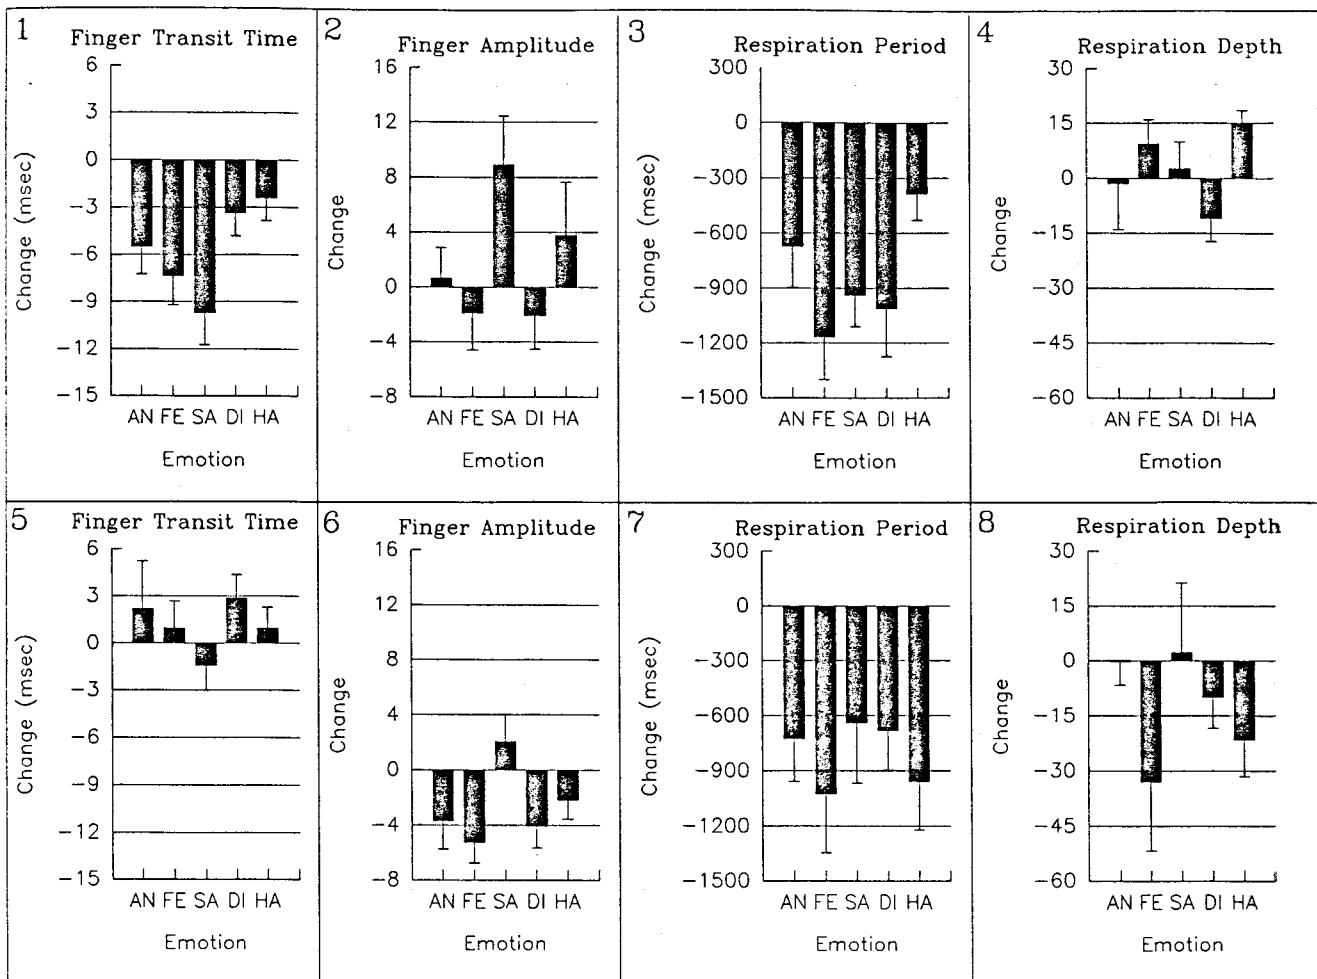 1
Finger Transit Time
6
3
0
−3
−6
−9
−12
−15
Change (msec)
AN FE SA DI HA
Emotion
2
Finger Amplitude
16
12
8
4
0
−4
−8
Change
AN FE SA DI HA
Emotion
3
Respiration Period
300
0
−300
−600
−900
−1200
−1500
Change (msec)
AN FE SA DI HA
Emotion
4
Respiration Depth
30
15
0
−15
−30
−45
−60
Change
AN FE SA DI HA
Emotion
5
Finger Transit Time
6
3
0
−3
−6
−9
−12
−15
Change (msec)
AN FE SA DI HA
Emotion
6
Finger Amplitude
16
12
8
4
0
−4
−8
Change
AN FE SA DI HA
Emotion
7
Respiration Period
300
0
−300
−600
−900
−1200
−1500
Change (msec)
AN FE SA DI HA
Emotion
8
Respiration Depth
30
15
0
−15
−30
−45
−60
Change
AN FE SA DI HA
Emotion